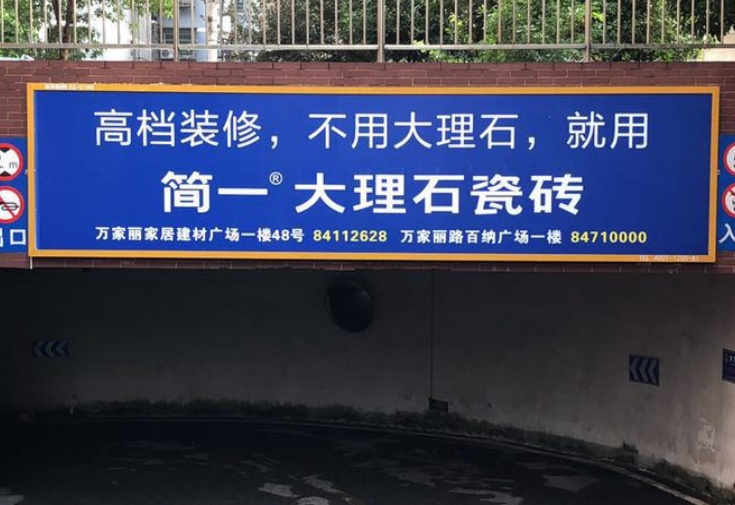 高档装修，不用大理石，就用
简一® 大理石瓷砖
万家丽家居建材广场一楼48号 84112628 万家丽路百纳广场一楼 84710000
出口
入
m